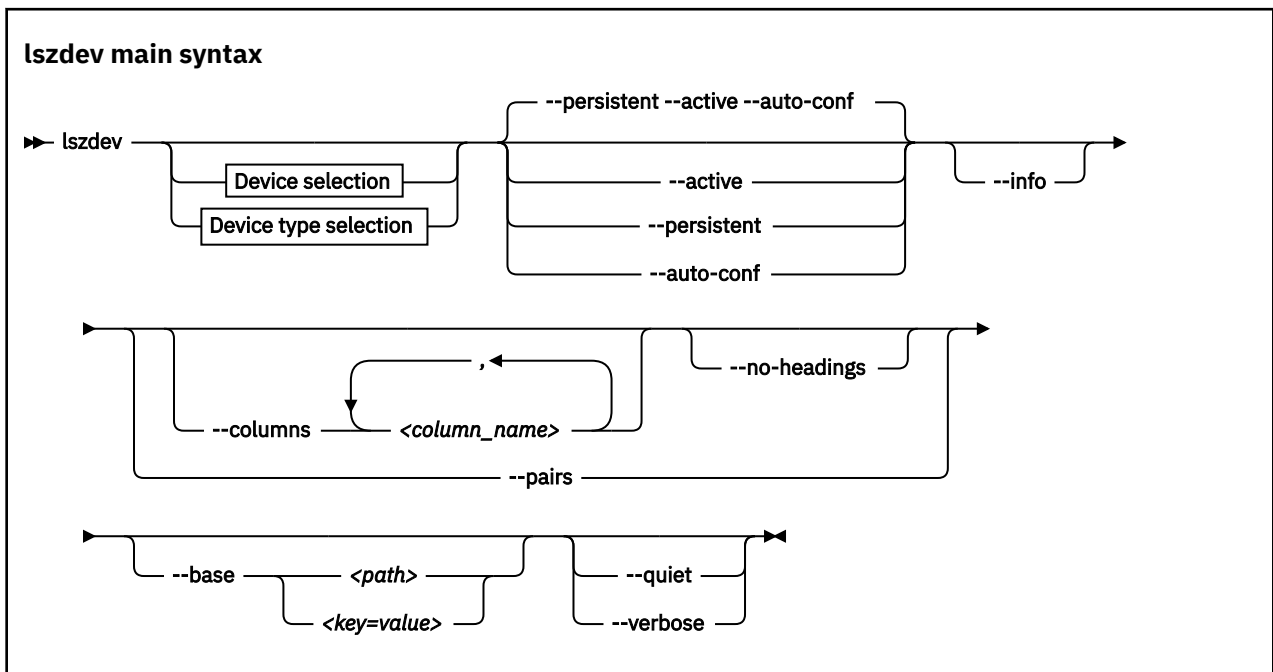 lszdev main syntax
--persistent --active --auto-conf
lszdev
Device selection
--active
--info
Device type selection
--persistent
--auto-conf
,
--no-headings
--columns
<column_name>
--pairs
--base
<path>
--quiet
<key=value>
--verbose